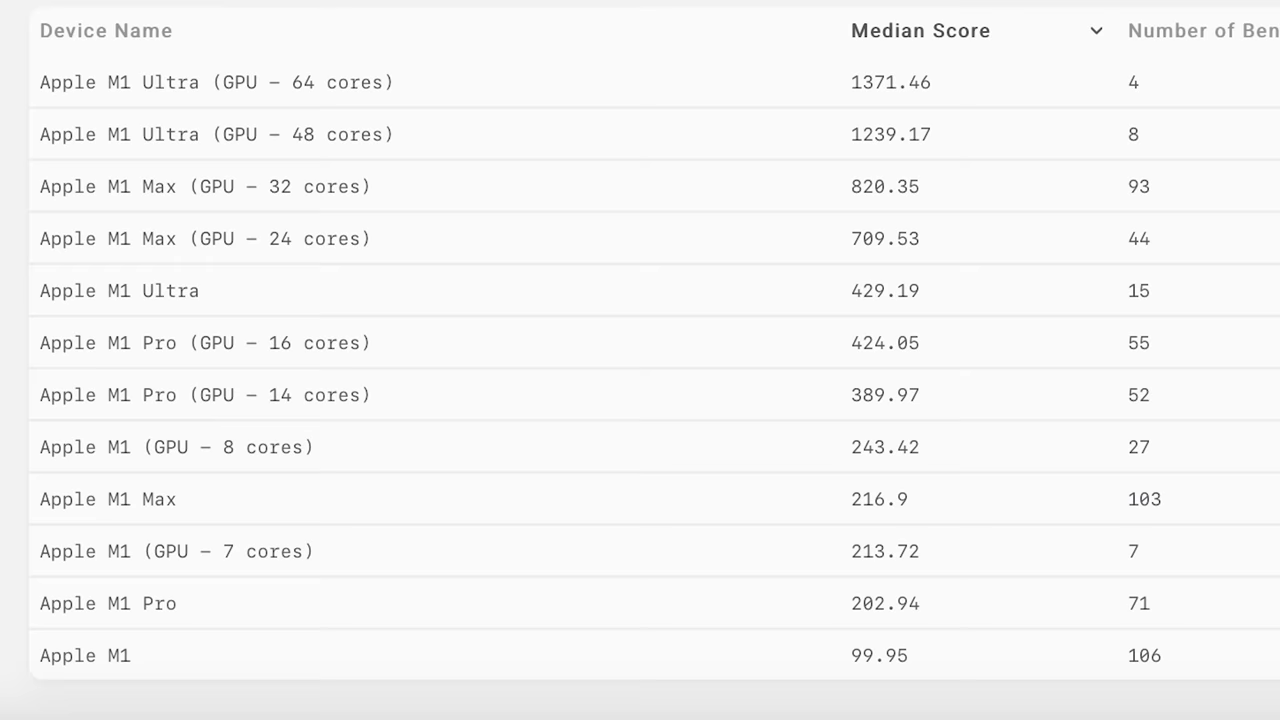 Device Name Median Score Number of Ben
Apple M1 Ultra (GPU – 64 cores) 1371.46 4
Apple M1 Ultra (GPU – 48 cores) 1239.17 8
Apple M1 Max (GPU – 32 cores) 820.35 93
Apple M1 Max (GPU – 24 cores) 709.53 44
Apple M1 Ultra 429.19 15
Apple M1 Pro (GPU – 16 cores) 424.05 55
Apple M1 Pro (GPU – 14 cores) 389.97 52
Apple M1 (GPU – 8 cores) 243.42 27
Apple M1 Max 216.9 103
Apple M1 (GPU – 7 cores) 213.72 7
Apple M1 Pro 202.94 71
Apple M1 99.95 106